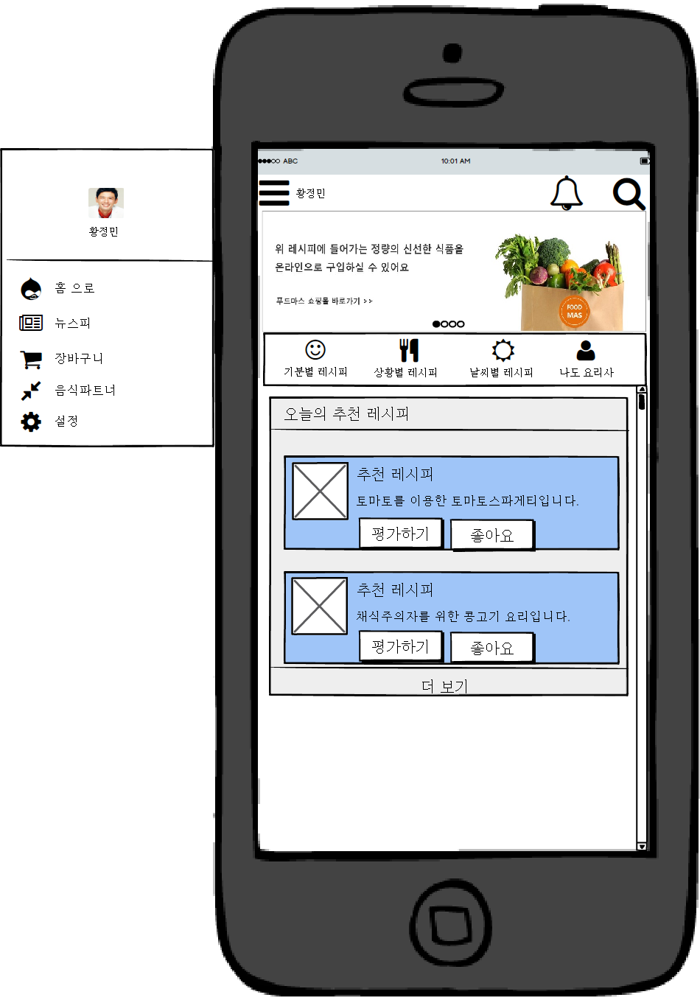 황정민
홈 으로
뉴스피
장바구니
음식파트너
설정
ABC
10:01 AM
황정민
위 레시피에 들어가는 정량의 신선한 식품을
온라인으로 구입하실 수 있어요
푸드마스 쇼핑몰 바로가기 >>
FOOD
MAS
기분별 레시피
상황별 레시피
날씨별 레시피
나도 요리사
오늘의 추천 레시피
추천 레시피
토마토를 이용한 토마토스파게티입니다.
평가하기
좋아요
추천 레시피
채식주의자를 위한 콩고기 요리입니다.
평가하기
좋아요
더 보기